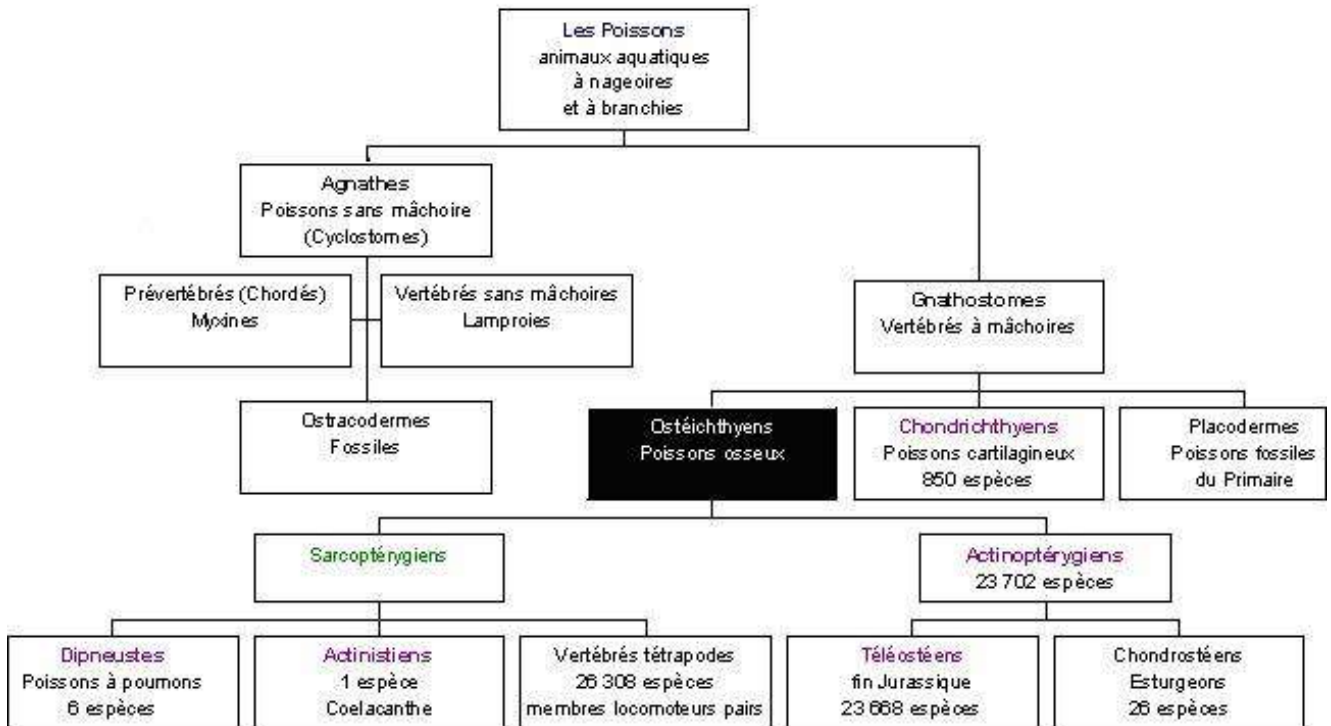 Les Poissons
animaux aquatiques
à nageoires
et à branchies
Agnathes
Poissons sans mâchoire
(Cyclostomes)
Prévertébrés (Chordés)
Myxines
Vertébrés sans mâchoires
Lamproies
Gnathostomes
Vertébrés à mâchoires
Ostracodermes
Fossiles
Ostéichthyens
Poissons osseux
Chondrichthyens
Poissons cartilagineux
850 espèces
Placodermes
Poissons fossiles
du Primaire
Sarcoptérygiens
Actinoptérygiens
23 702 espèces
Dipneustes
Poissons à poumons
6 espèces
Actinistiens
1 espèce
Coelacanthe
Vertébrés tétrapodes
26 308 espèces
membres locomoteurs pairs
Téléostéens
fin Jurassique
23 668 espèces
Chondrostéens
Esturgeons
26 espèces